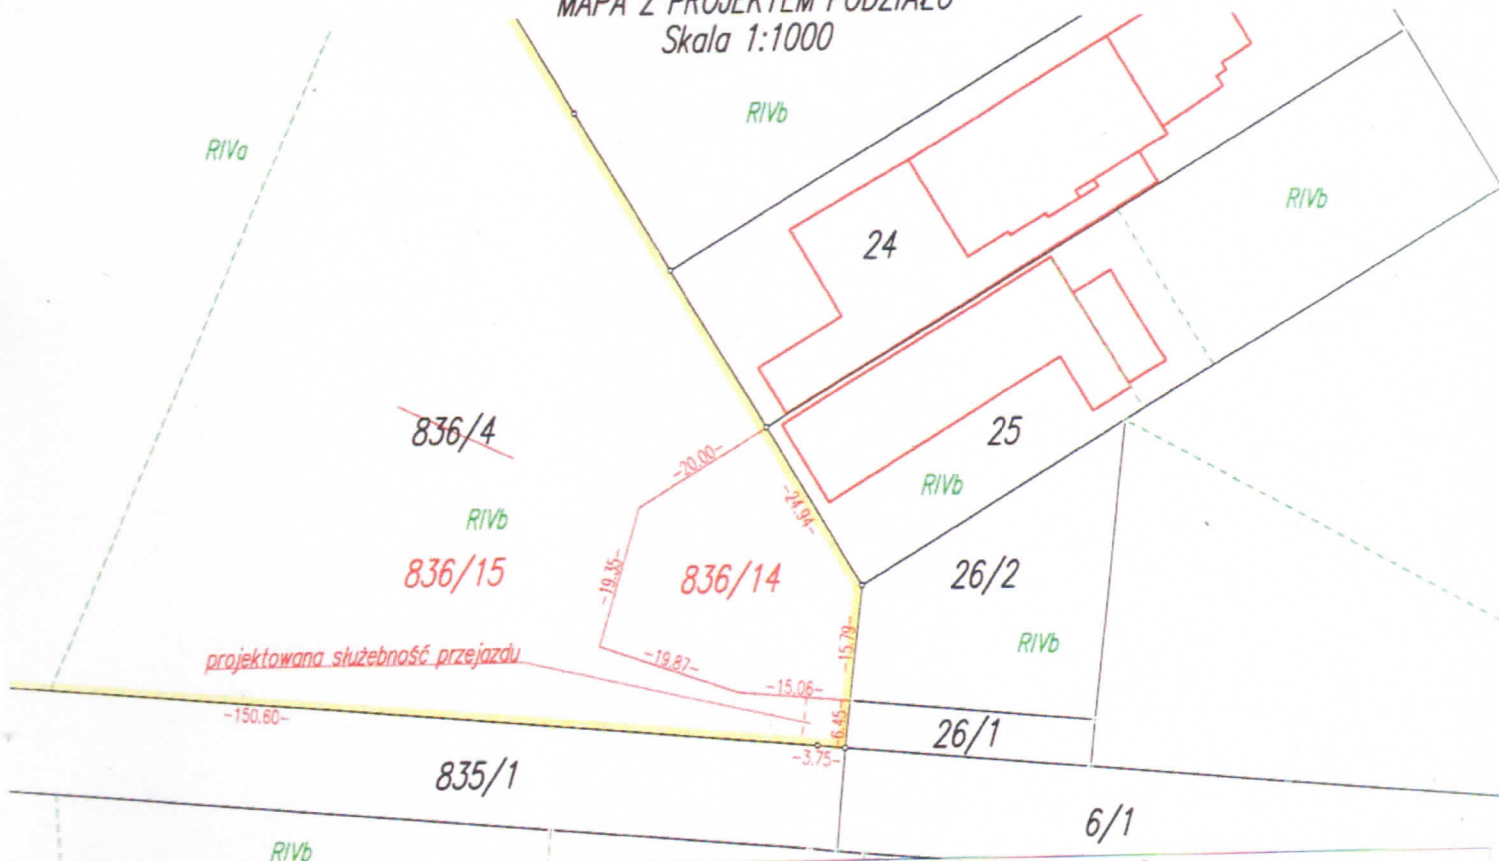 MAPA Z PROJEKTEM PODZIAŁU
Skala 1:1000
RIVb
RIVa
RIVb
24
836/4
25
-20.00-
RIVb
-24.94-
RIVb
836/15
-19.35-
836/14
26/2
-15.79-
RIVb
projektowana służebność przejazdu
-19.87-
-15.06-
-150.60-
-6.45-
26/1
-3.75-
835/1
6/1
RIVb